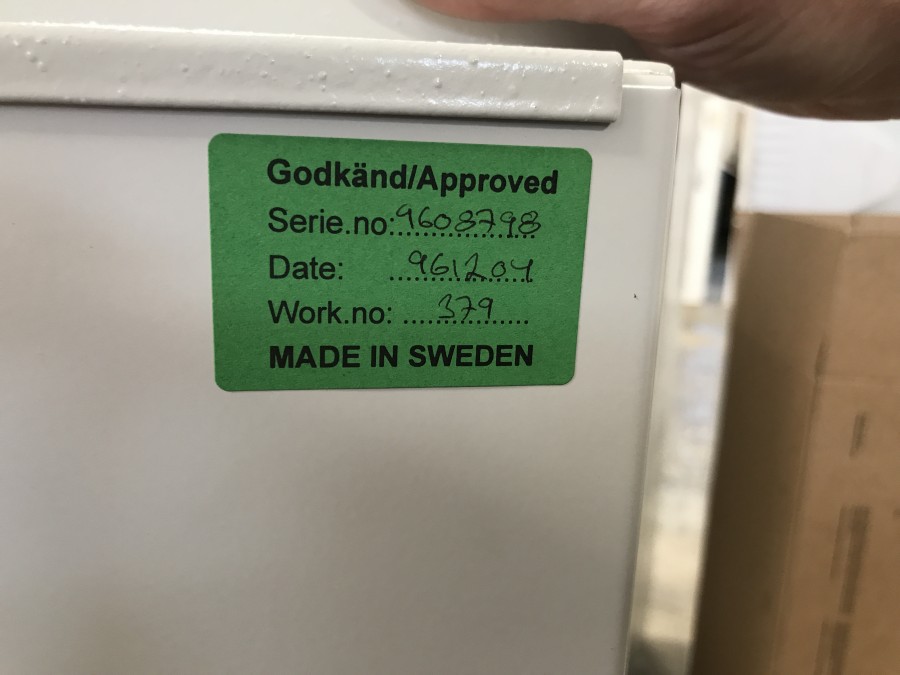 Godkänd/Approved
Serie.no: 9608798
Date: 961204
Work.no: 379
MADE IN SWEDEN